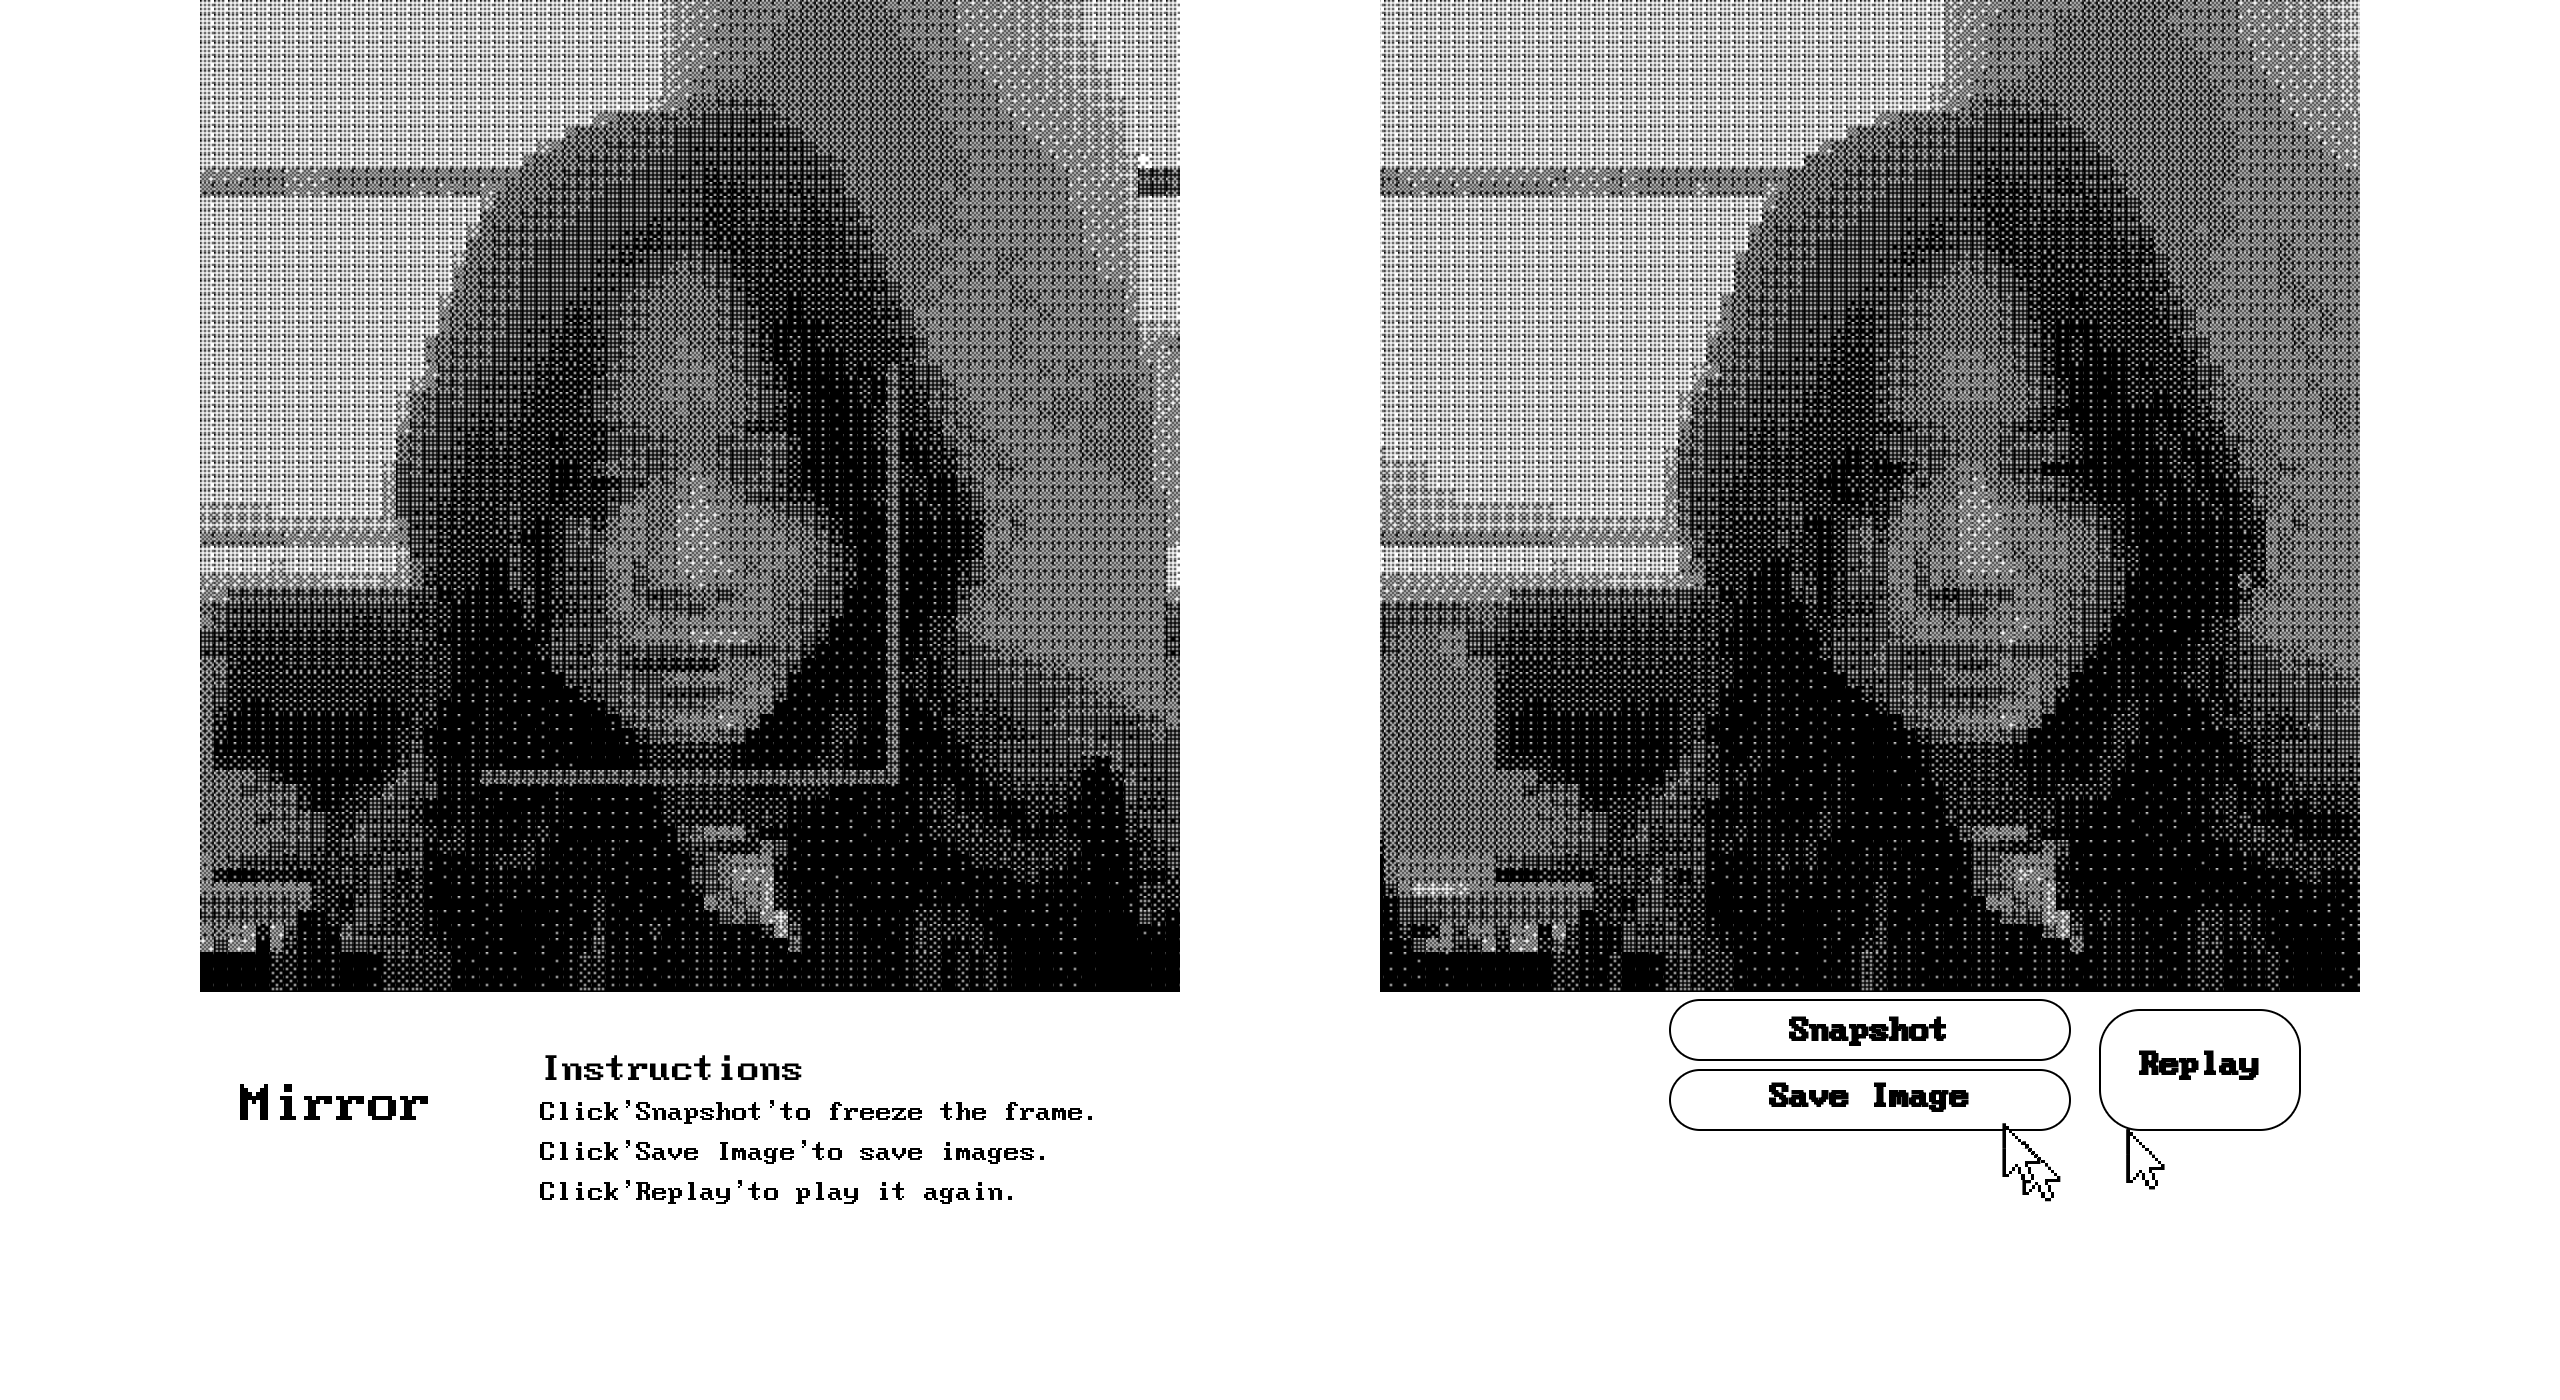 Mirror
Instructions
Click'Snapshot'to freeze the frame.
Click'Save Image'to save images.
Click'Replay'to play it again.
Snapshot
Save Image
Replay